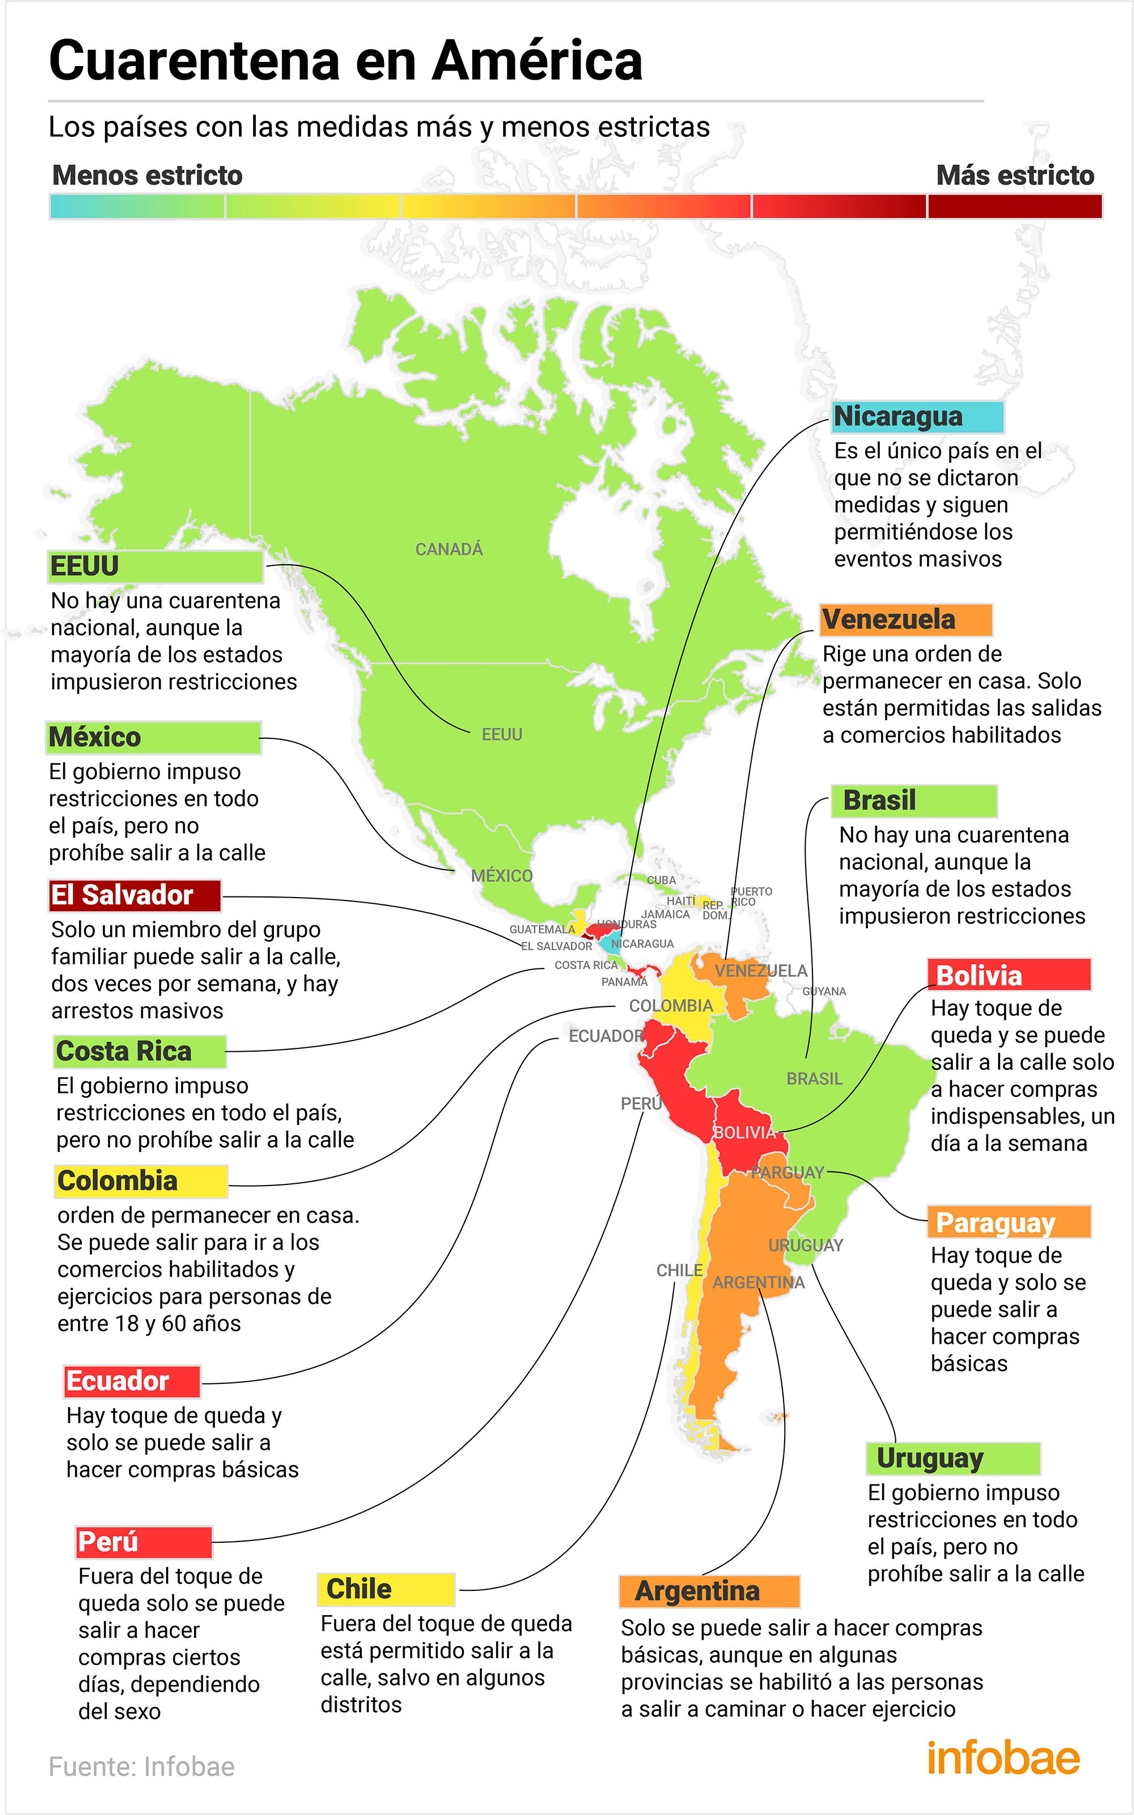 Cuarentena en América
Los países con las medidas más y menos estrictas
Menos estricto
Más estricto
Nicaragua
Es el único país en el
que no se dictaron
medidas y siguen
permitiéndose los
eventos masivos
CANADÁ
EEUU
No hay una cuarentena
nacional, aunque la
mayoría de los estados
impusieron restricciones
Venezuela
Rige una orden de
permanecer en casa. Solo
están permitidas las salidas
a comercios habilitados
EEUU
México
El gobierno impuso
restricciones en todo
el país, pero no
prohíbe salir a la calle
Brasil
No hay una cuarentena
nacional, aunque la
mayoría de los estados
impusieron restricciones
MÉXICO
CUBA
HAITÍ
REP.
DOM.
PUERTO
RICO
JAMAICA
GUATEMALA
HONDURAS
EL SALVADOR
NICARAGUA
COSTA RICA
PANAMÁ
VENEZUELA
GUYANA
COLOMBIA
ECUADOR
BRASIL
PERÚ
BOLIVIA
PARGUAY
URUGUAY
CHILE
ARGENTINA
El Salvador
Solo un miembro del grupo
familiar puede salir a la calle,
dos veces por semana, y hay
arrestos masivos
Costa Rica
El gobierno impuso
restricciones en todo el país,
pero no prohíbe salir a la calle
Colombia
orden de permanecer en casa.
Se puede salir para ir a los
comercios habilitados y
ejercicios para personas de
entre 18 y 60 años
Bolivia
Hay toque de
queda y se puede
salir a la calle solo
a hacer compras
indispensables, un
día a la semana
Paraguay
Hay toque de
queda y solo se
puede salir a
hacer compras
básicas
Ecuador
Hay toque de queda y
solo se puede salir a
hacer compras básicas
Uruguay
El gobierno impuso
restricciones en todo
el país, pero no
prohíbe salir a la calle
Perú
Fuera del toque de
queda solo se puede
salir a hacer
compras ciertos
días, dependiendo
del sexo
Chile
Fuera del toque de queda
está permitido salir a la
calle, salvo en algunos
distritos
Argentina
Solo se puede salir a hacer compras
básicas, aunque en algunas
provincias se habilitó a las personas
a salir a caminar o hacer ejercicio
Fuente: Infobae
infobae